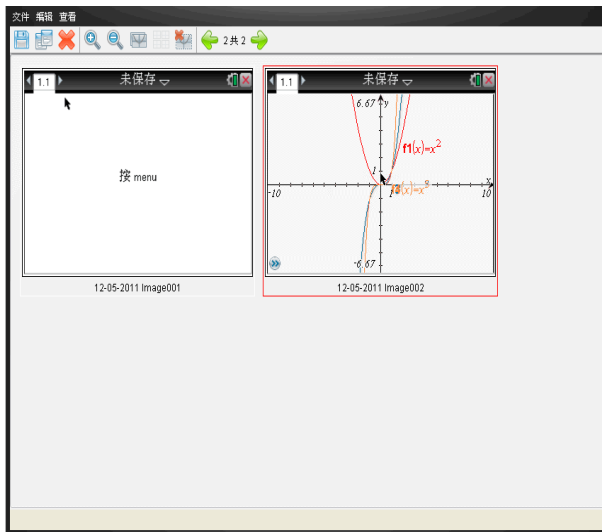 文件 编辑 查看
2共2
1.1 未保存
按 menu
12-05-2011 Image001
1.1 未保存
6.67 y
f1(x)=x²
1
x
-10 1 10
-6.67
12-05-2011 Image002